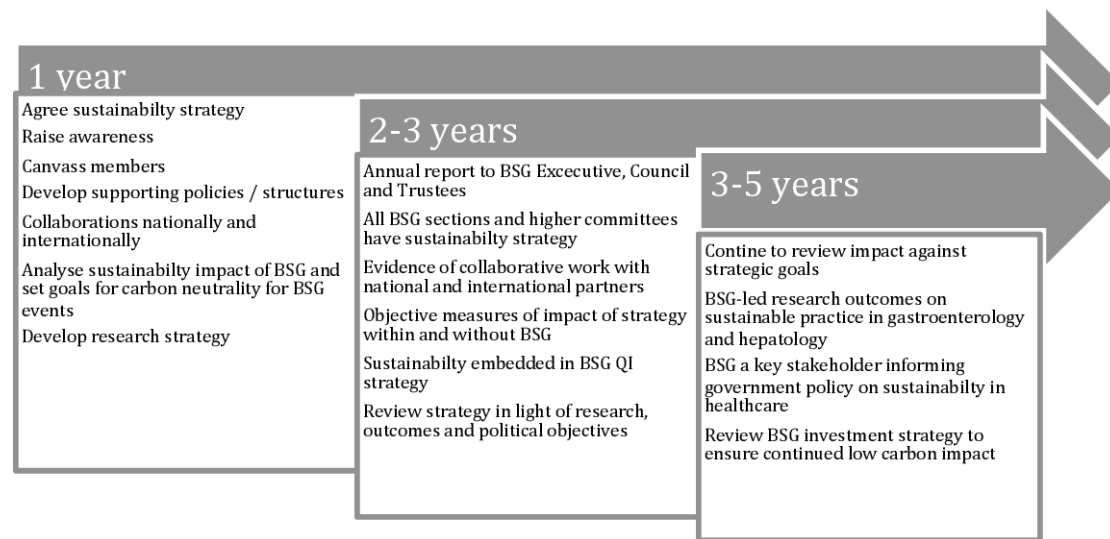 1 year
Agree sustainabilty strategy
Raise awareness
Canvass members
Develop supporting policies / structures
Collaborations nationally and
internationally
Analyse sustainabilty impact of BSG and
set goals for carbon neutrality for BSG
events
Develop research strategy
2-3 years
Annual report to BSG Excecutive, Council
and Trustees
All BSG sections and higher committees
have sustainabilty strategy
Evidence of collaborative work with
national and international partners
Objective measures of impact of strategy
within and without BSG
Sustainabilty embedded in BSG QI
strategy
Review strategy in light of research,
outcomes and political objectives
3-5 years
Contine to review impact against
strategic goals
BSG-led research outcomes on
sustainable practice in gastroenterology
and hepatology
BSG a key stakeholder informing
government policy on sustainabilty in
healthcare
Review BSG investment strategy to
ensure continued low carbon impact